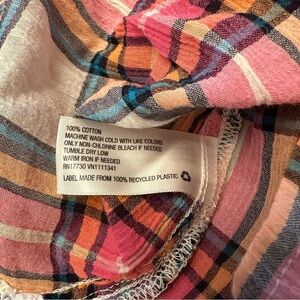 100% COTTON
MACHINE WASH COLD WITH LIKE COLORS
ONLY NON-CHLORINE BLEACH IF NEEDED
TUMBLE DRY LOW
WARM IRON IF NEEDED
RN17730 VN1111341
LABEL MADE FROM 100% RECYCLED PLASTIC